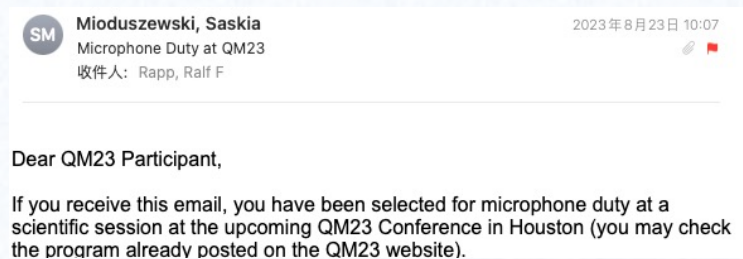 SM
Mioduszewski, Saskia
2023年8月23日 10:07
Microphone Duty at QM23
收件人： Rapp, Ralf F
Dear QM23 Participant,
If you receive this email, you have been selected for microphone duty at a
scientific session at the upcoming QM23 Conference in Houston (you may check
the program already posted on the QM23 website).